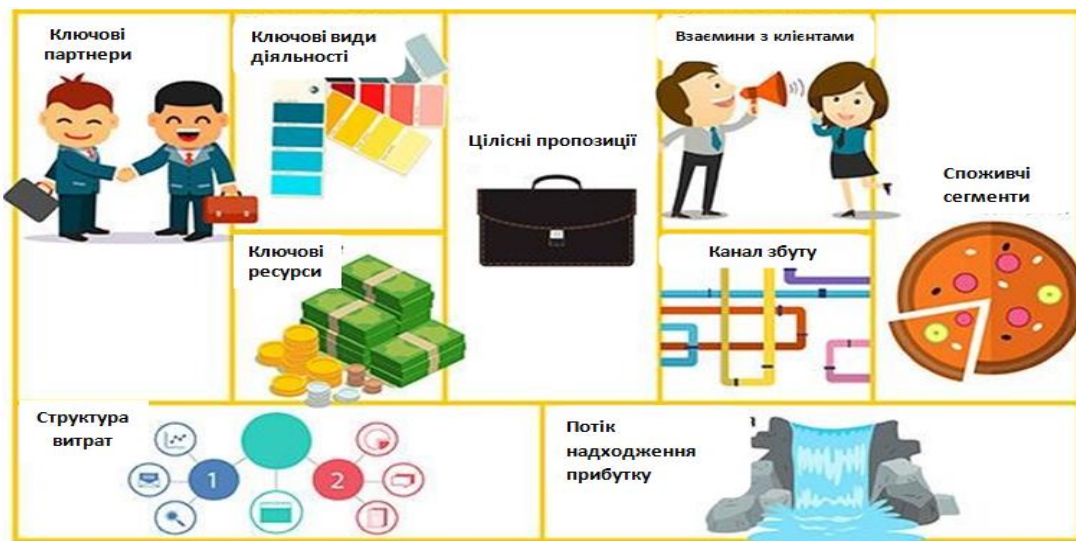 Ключові
партнери
Ключові види
діяльності
Ключові
ресурси
Цілісні пропозиції
Взаємини з клієнтами
Канал збуту
Споживчі
сегменти
Структура
витрат
1
2
Потік
надходження
прибутку